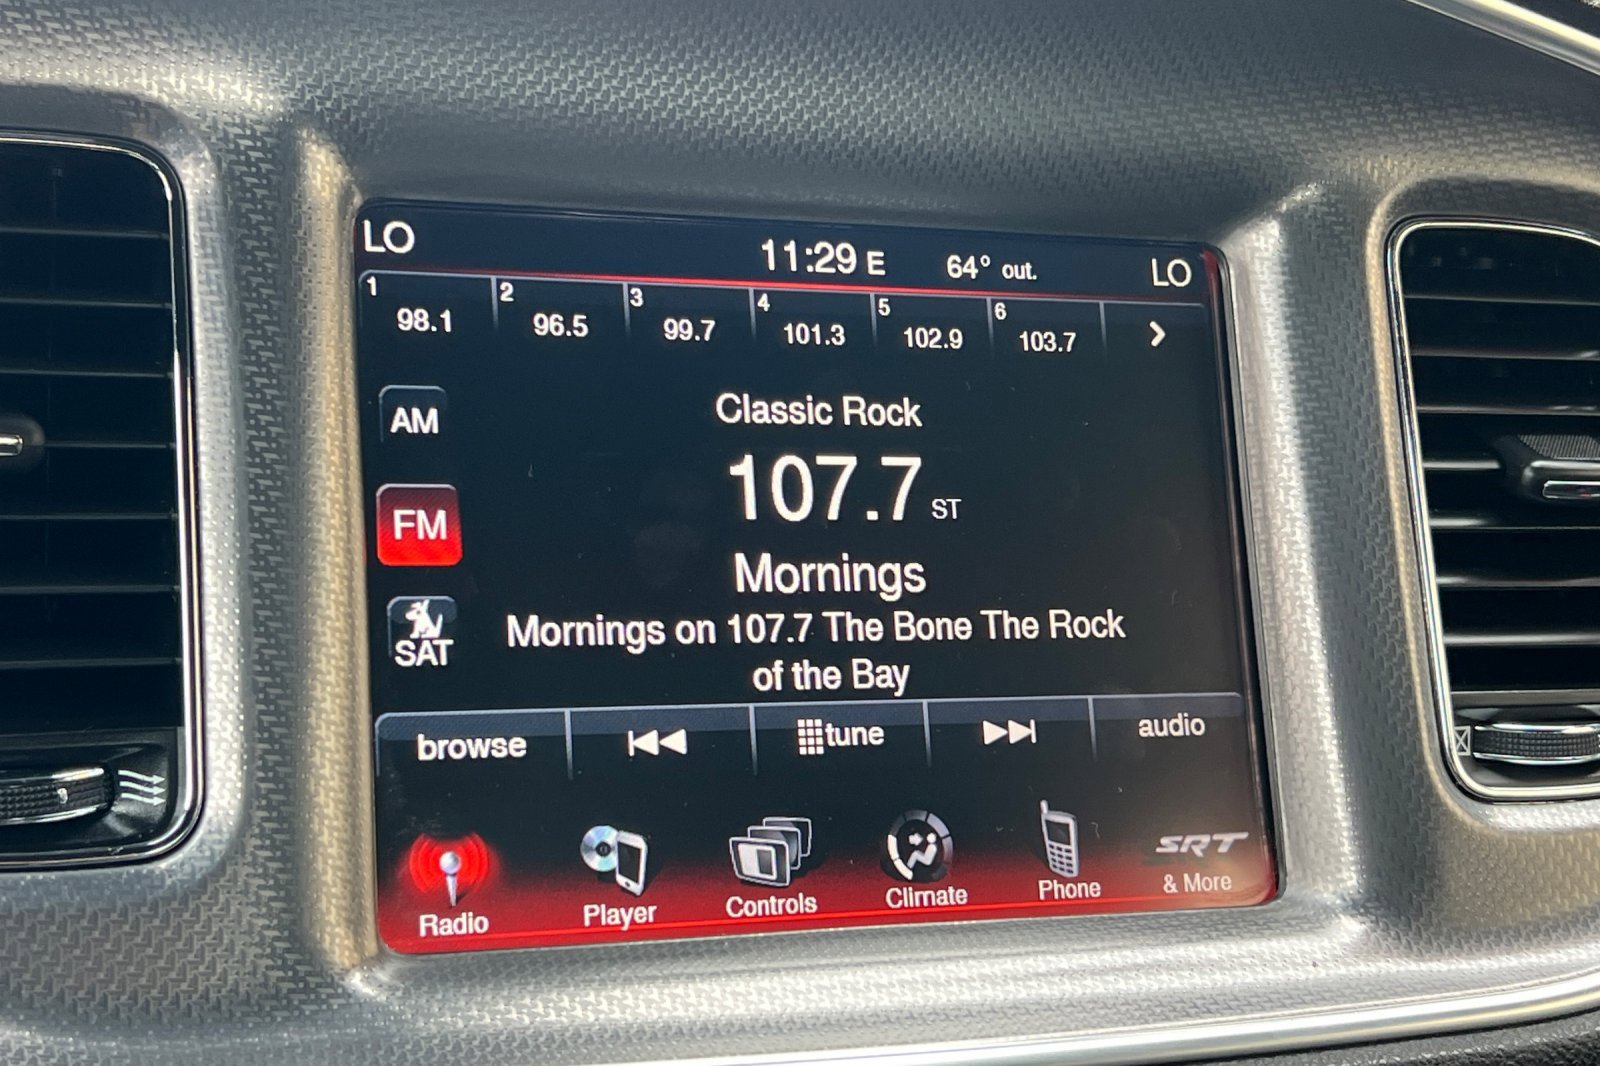 LO 11:29 E 64° out. LO
1 98.1 2 96.5 3 99.7 4 101.3 5 102.9 6 103.7 >
AM
Classic Rock
FM
107.7 ST
Mornings
SAT
Mornings on 107.7 The Bone The Rock
of the Bay
browse tune audio
Radio Player Controls Climate Phone SRT
& More